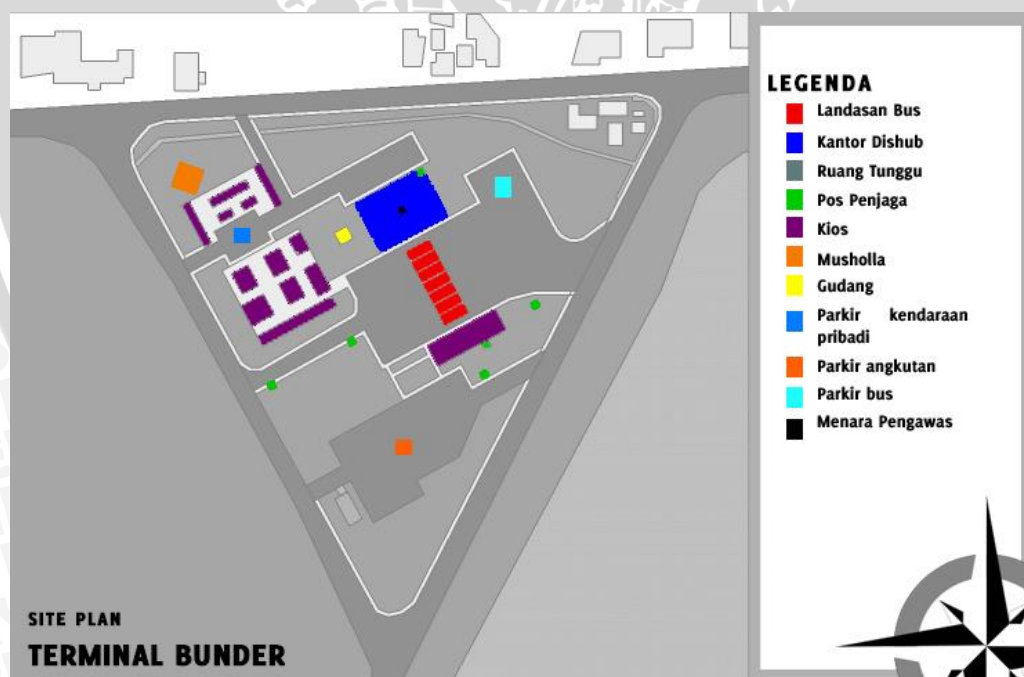 LEGENDA
Landasan Bus
Kantor Dishub
Ruang Tunggu
Pos Penjaga
Kios
Musholla
Gudang
Parkir kendaraan
pribadi
Parkir angkutan
Parkir bus
Menara Pengawas
SITE PLAN
TERMINAL BUNDER